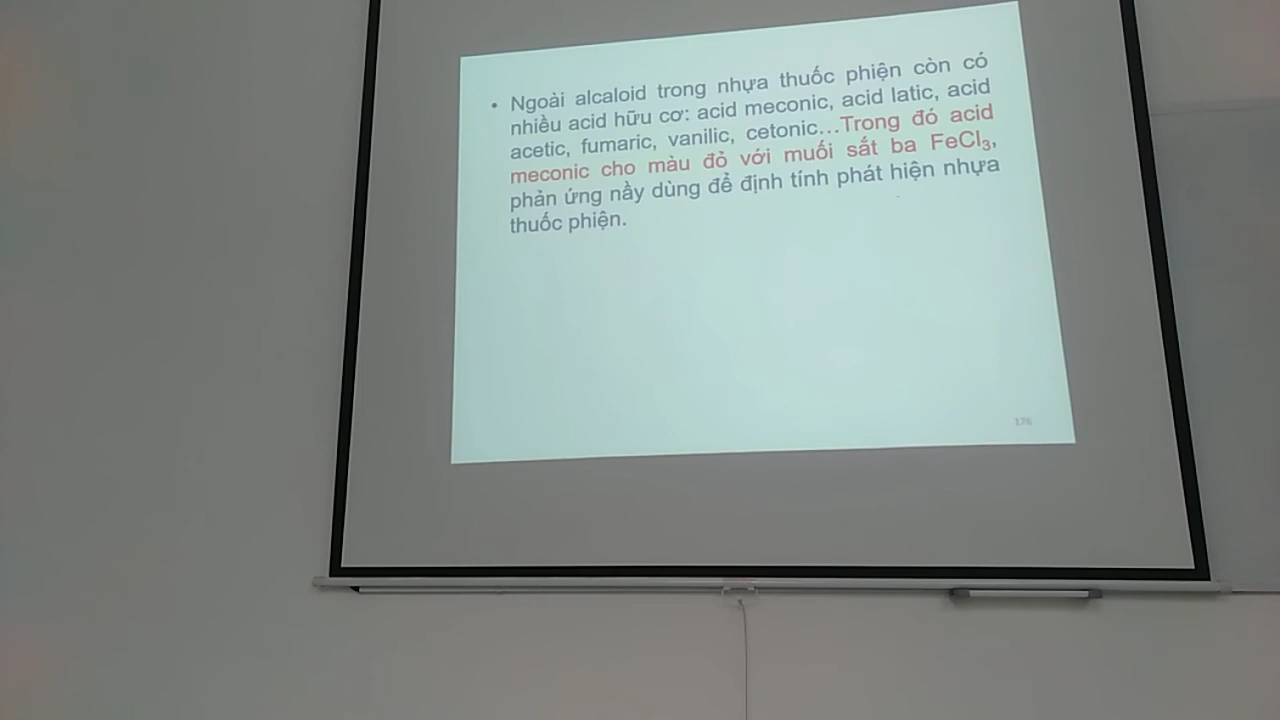 • Ngoài alcaloid trong nhựa thuốc phiện còn có
nhiều acid hữu cơ: acid meconic, acid latic, acid
acetic, fumaric, vanilic, cetonic…Trong đó acid
meconic cho màu đỏ với muối sắt ba FeCl₃,
phản ứng nầy dùng để định tính phát hiện nhựa
thuốc phiện.
176